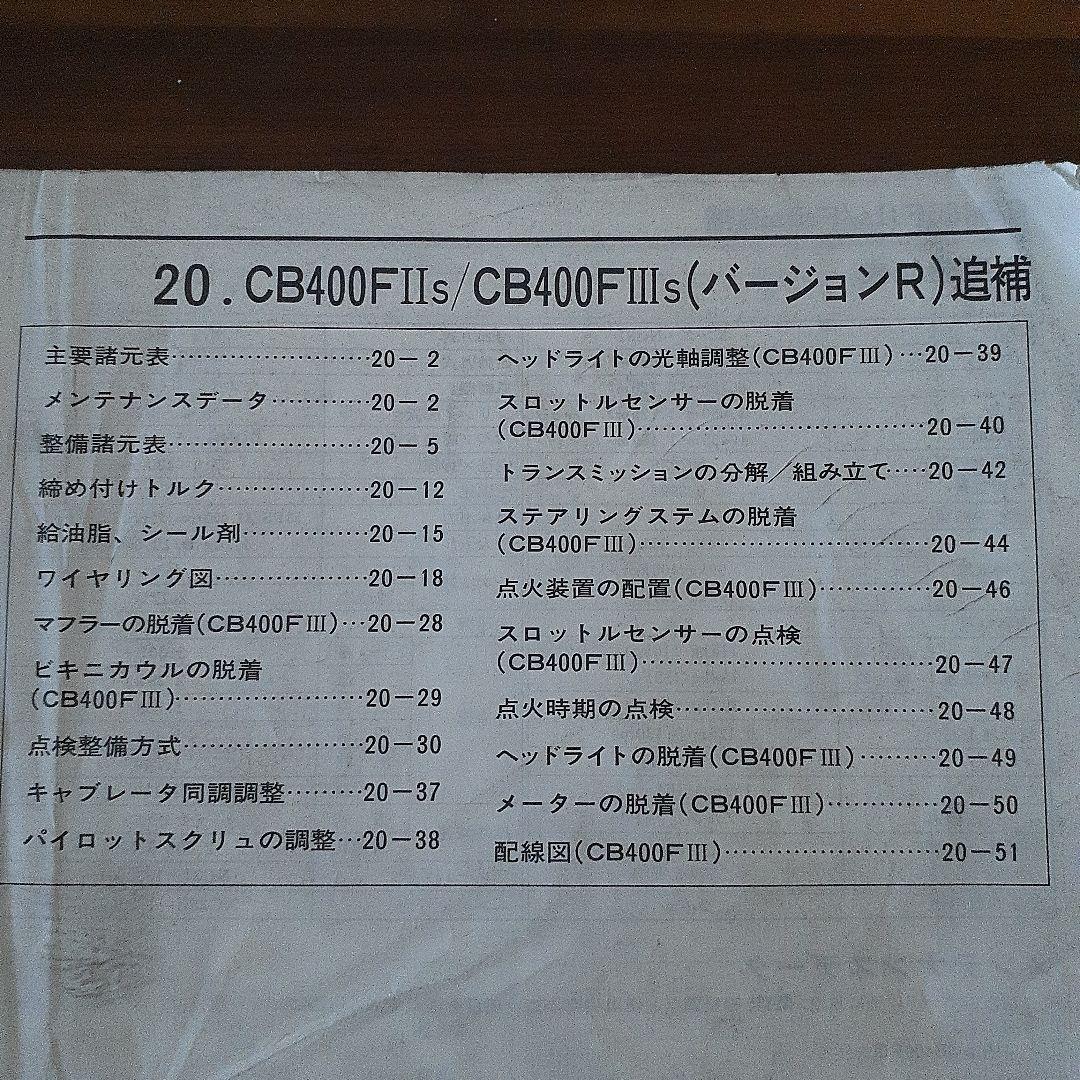 20.CB400FⅡs/CB400FⅢs(バージョンR)追補
主要諸元表……………………20－2
メンテナンスデータ…………20－2
整備諸元表……………………20－5
締め付けトルク………………20－12
給油脂、シール剤……………20－15
ワイヤリング図………………20－18
マフラーの脱着(CB400FⅢ)…20－28
ビキニカウルの脱着
(CB400FⅢ)……………………20－29
点検整備方式…………………20－30
キャブレータ同調調整………20－37
パイロットスクリュの調整…20－38
ヘッドライトの光軸調整(CB400FⅢ)…20－39
スロットルセンサーの脱着
(CB400FⅢ)……………………………20－40
トランスミッションの分解／組み立て……20－42
ステアリングステムの脱着
(CB400FⅢ)……………………………20－44
点火装置の配置(CB400FⅢ)…………20－46
スロットルセンサーの点検
(CB400FⅢ)……………………………20－47
点火時期の点検…………………………20－48
ヘッドライトの脱着(CB400FⅢ)………20－49
メーターの脱着(CB400FⅢ)…………20－50
配線図(CB400FⅢ)……………………20－51